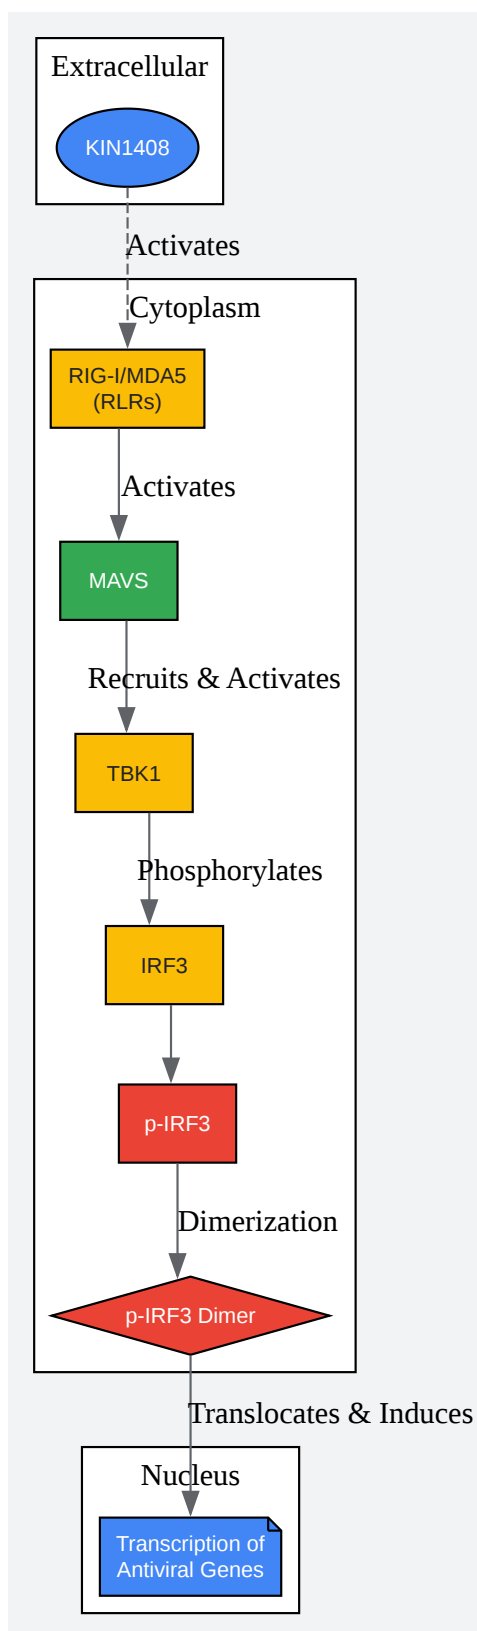 Extracellular
KIN1408
Activates
Cytoplasm
RIG-I/MDA5
(RLRs)
Activates
MAVS
Recruits & Activates
TBK1
Phosphorylates
IRF3
p-IRF3
Dimerization
p-IRF3 Dimer
Translocates & Induces
Nucleus
Transcription of
Antiviral Genes